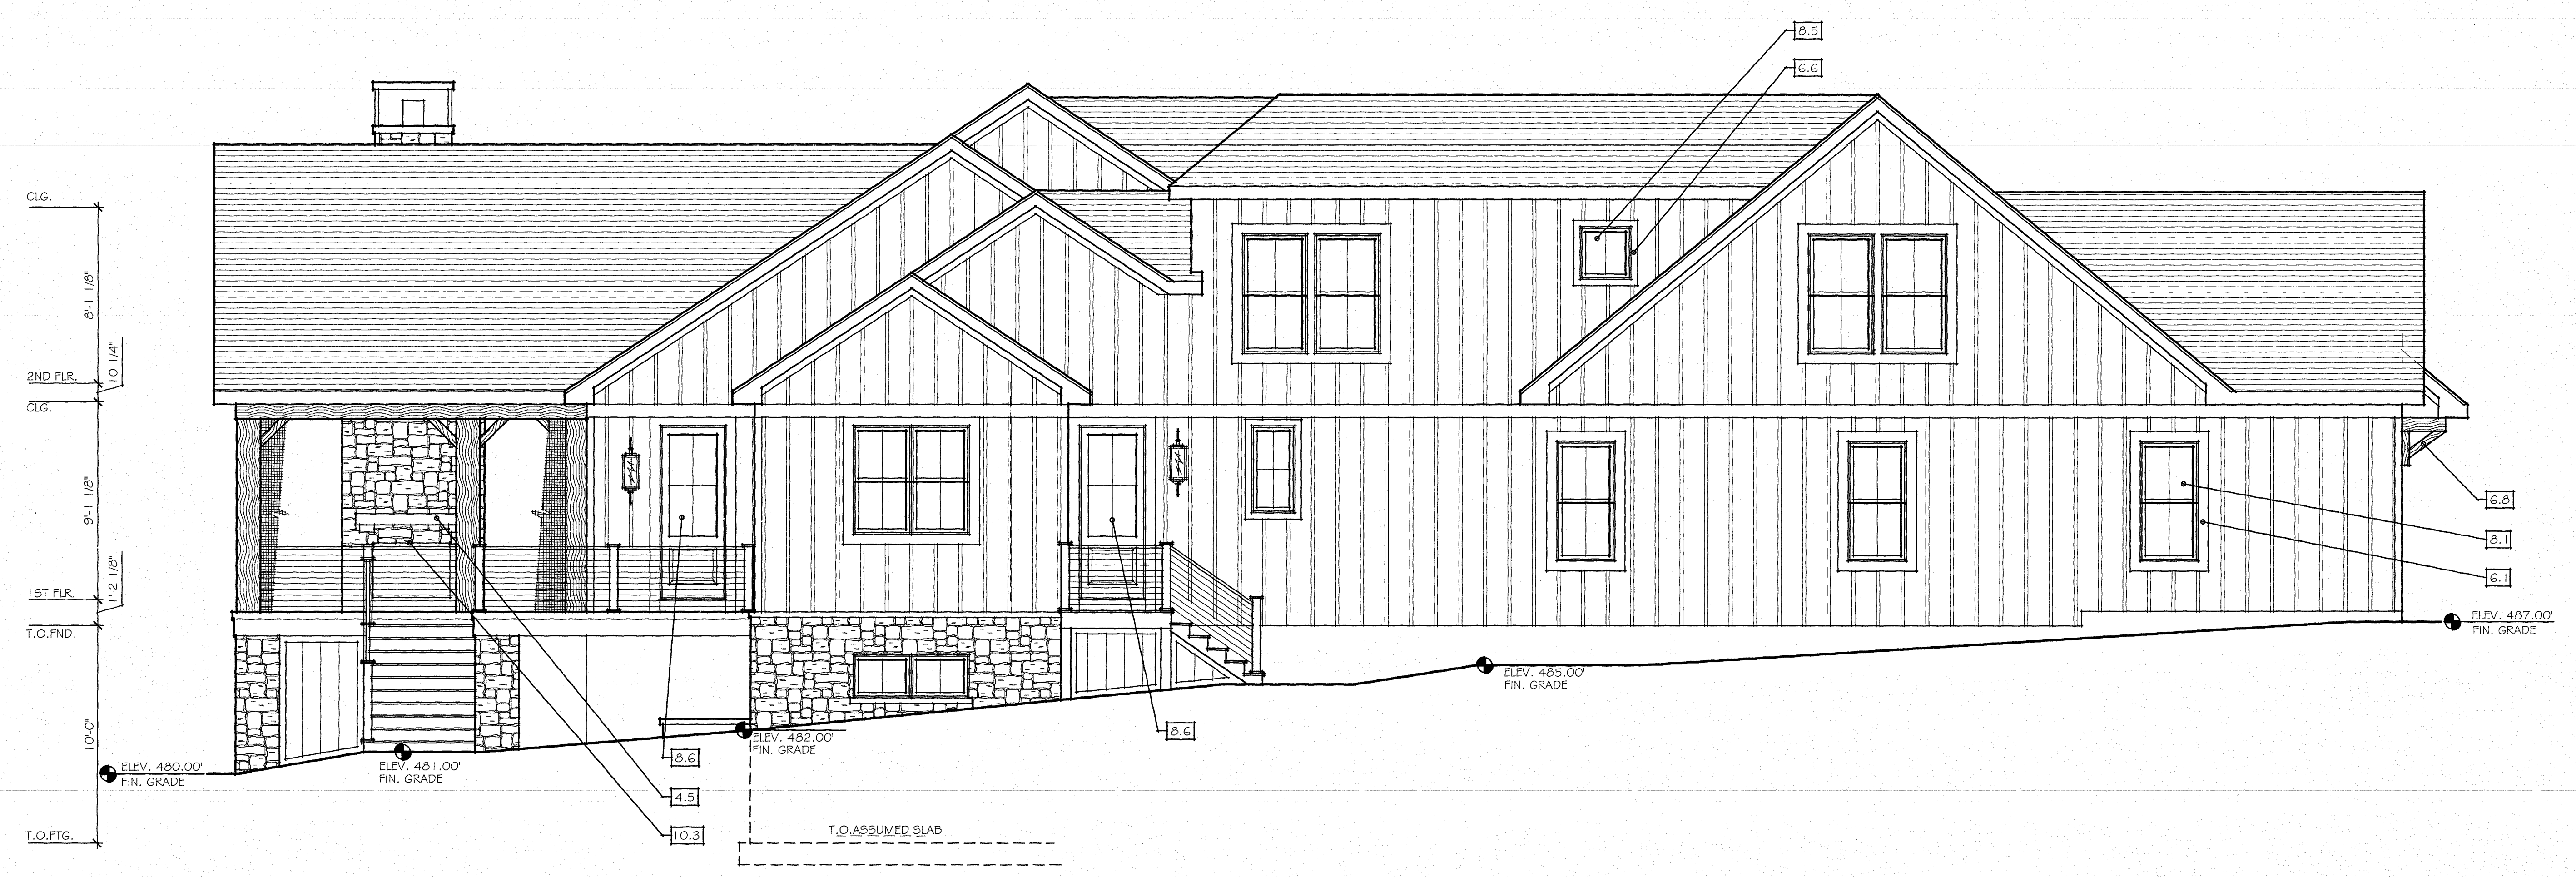 8.5
6.6
CLG.
8'-1 1/8"
10 1/4"
2ND FLR.
CLG.
9'-1 1/8"
6.8
8.1
6.1
1'-2 1/8"
1ST FLR.
T.O.FND.
ELEV. 487.00'
FIN. GRADE
ELEV. 485.00'
FIN. GRADE
8.6
ELEV. 482.00'
FIN. GRADE
10'-0"
8.6
ELEV. 481.00'
FIN. GRADE
ELEV. 480.00'
FIN. GRADE
4.5
10.3
T.O.FTG.
T.O.ASSUMED SLAB